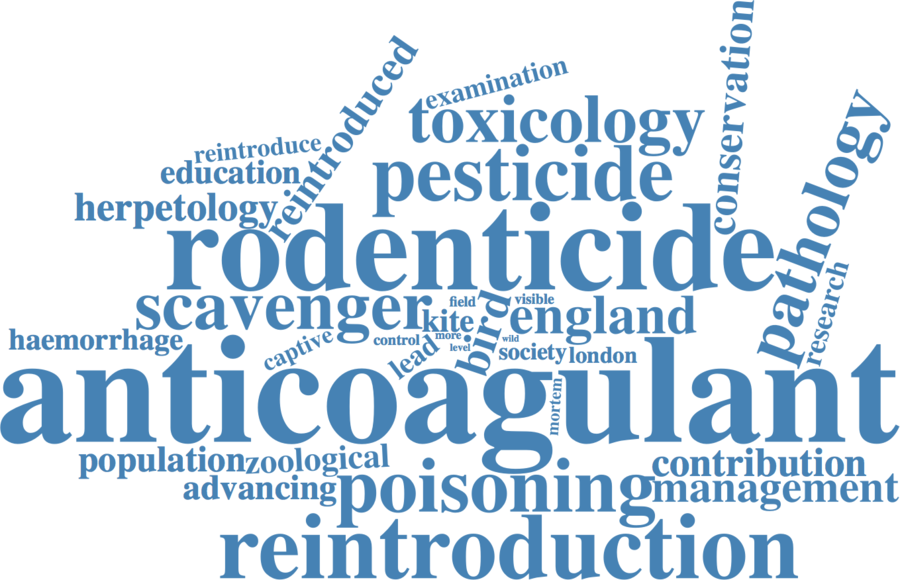 conservation
examination
reintroduced
toxicology
pathology
reintroduce
education
pesticide
herpetology
rodenticide
scavenger
kite
field
bird
visible
england
research
haemorrhage
captive
control
more
level
lead
wild
society
london
anticoagulant
mortem
population
zoological
contribution
advancing
poisoning
management
reintroduction